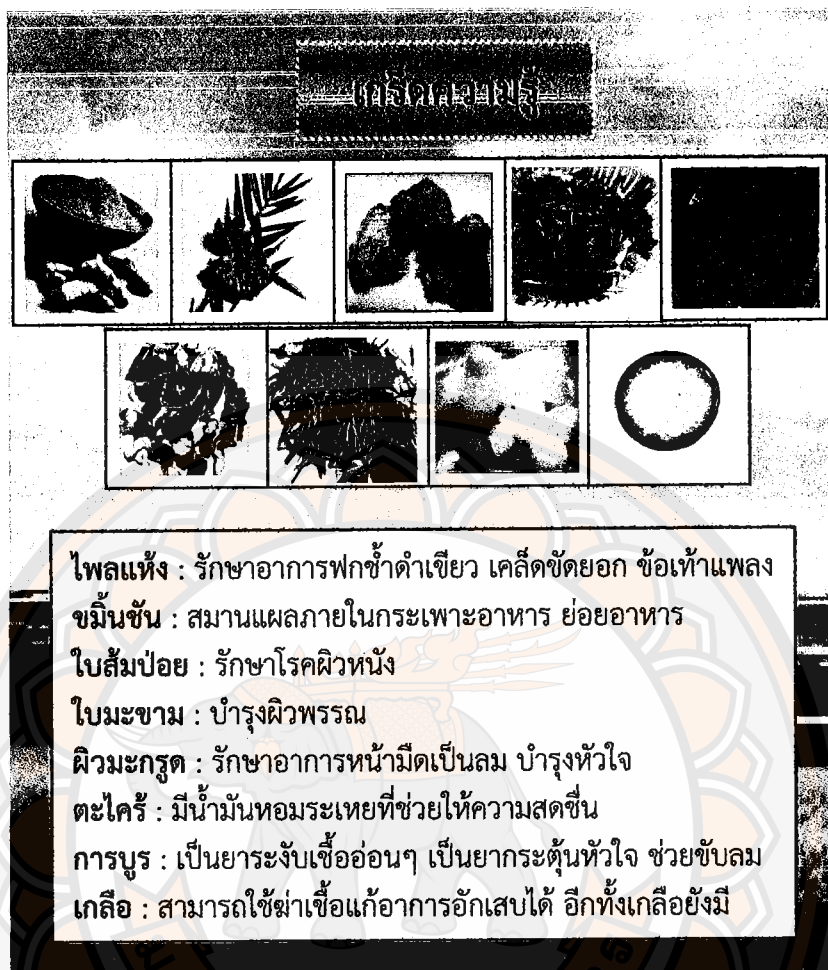 เกร็ดความรู้
ไพลแห้ง : รักษาอาการฟกช้ำดำเขียว เคล็ดขัดยอก ข้อเท้าแพลง
ขมิ้นชัน : สมานแผลภายในกระเพาะอาหาร ย่อยอาหาร
ใบส้มป่อย : รักษาโรคผิวหนัง
ใบมะขาม : บำรุงผิวพรรณ
ผิวมะกรูด : รักษาอาการหน้ามืดเป็นลม บำรุงหัวใจ
ตะไคร้ : มีน้ำมันหอมระเหยที่ช่วยให้ความสดชื่น
การบูร : เป็นยาระงับเชื้ออ่อนๆ เป็นยากระตุ้นหัวใจ ช่วยขับลม
เกลือ : สามารถใช้ฆ่าเชื้อแก้อาการอักเสบได้ อีกทั้งเกลือยังมี